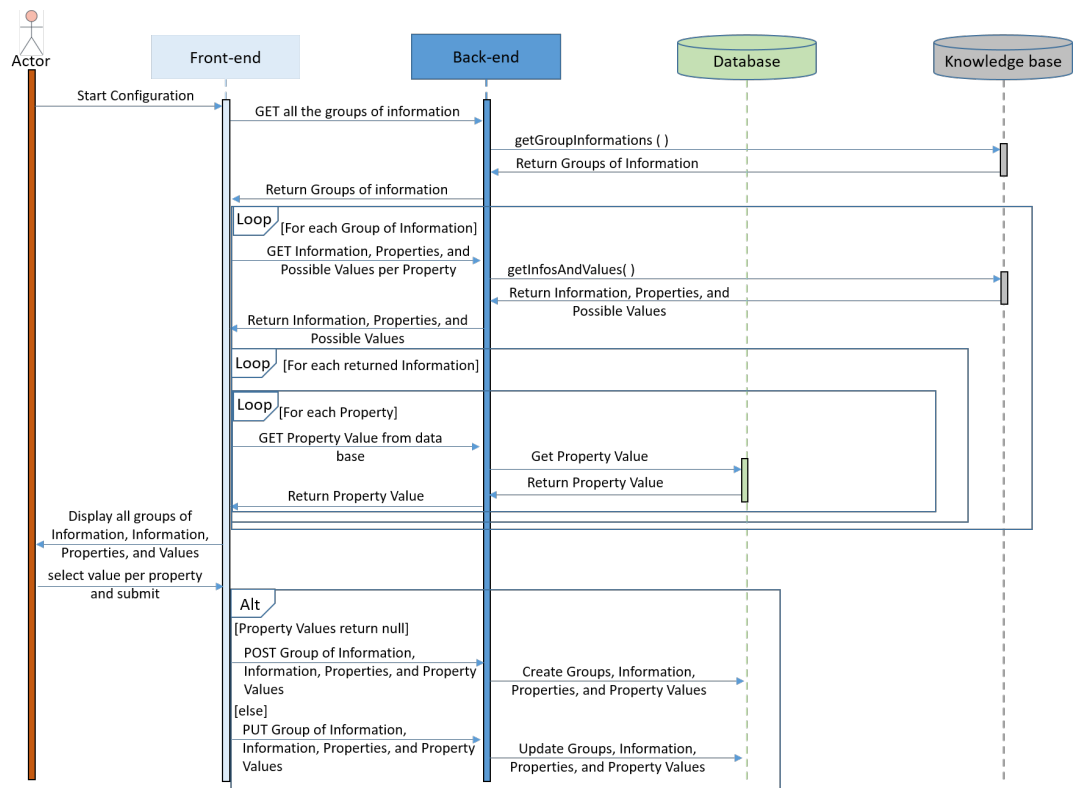 Actor
Front-end
Back-end
Database
Knowledge base
Start Configuration
GET all the groups of information
getGroupInformations ( )
Return Groups of Information
Return Groups of information
Loop
[For each Group of Information]
GET Information, Properties, and
Possible Values per Property
getInfosAndValues( )
Return Information, Properties, and
Possible Values
Return Information, Properties, and
Possible Values
Loop
[For each returned Information]
Loop
[For each Property]
GET Property Value from data
base
Get Property Value
Return Property Value
Return Property Value
Display all groups of
Information, Information,
Properties, and Values
select value per property
and submit
Alt
[Property Values return null]
POST Group of Information,
Information, Properties, and Property
Values
Create Groups, Information,
Properties, and Property Values
[else]
PUT Group of Information,
Information, Properties, and Property
Values
Update Groups, Information,
Properties, and Property Values